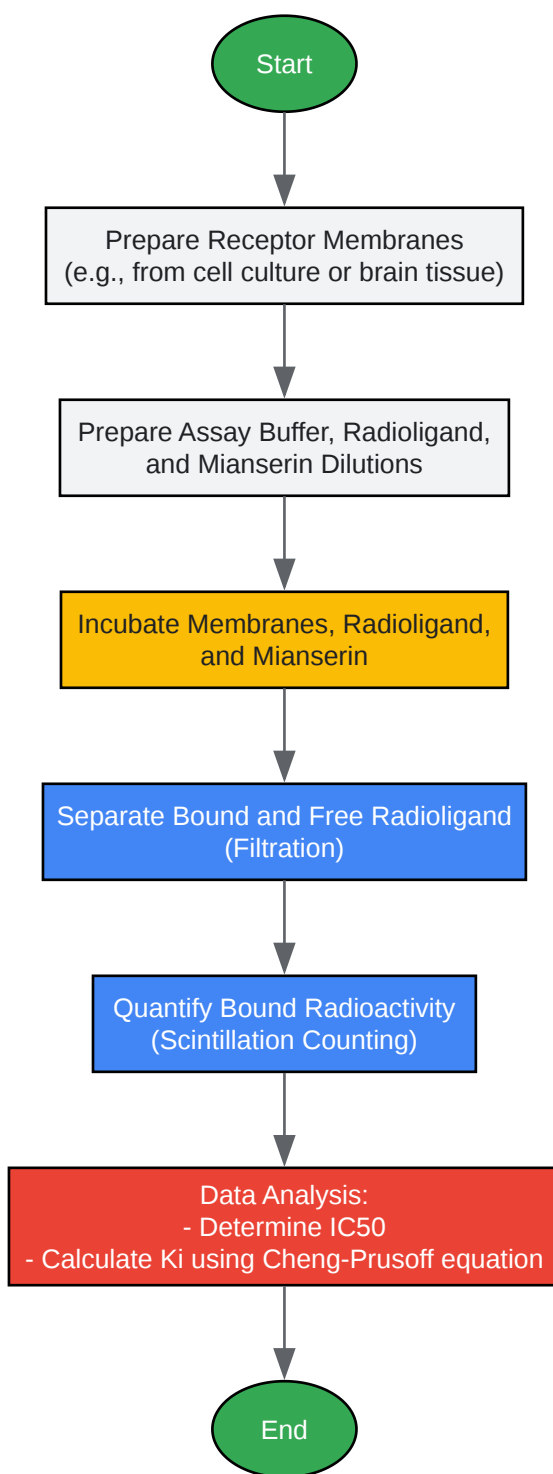 Start
Prepare Receptor Membranes
(e.g., from cell culture or brain tissue)
Prepare Assay Buffer, Radioligand,
and Mianserin Dilutions
Incubate Membranes, Radioligand,
and Mianserin
Separate Bound and Free Radioligand
(Filtration)
Quantify Bound Radioactivity
(Scintillation Counting)
Data Analysis:
- Determine IC50
- Calculate Ki using Cheng-Prusoff equation
End